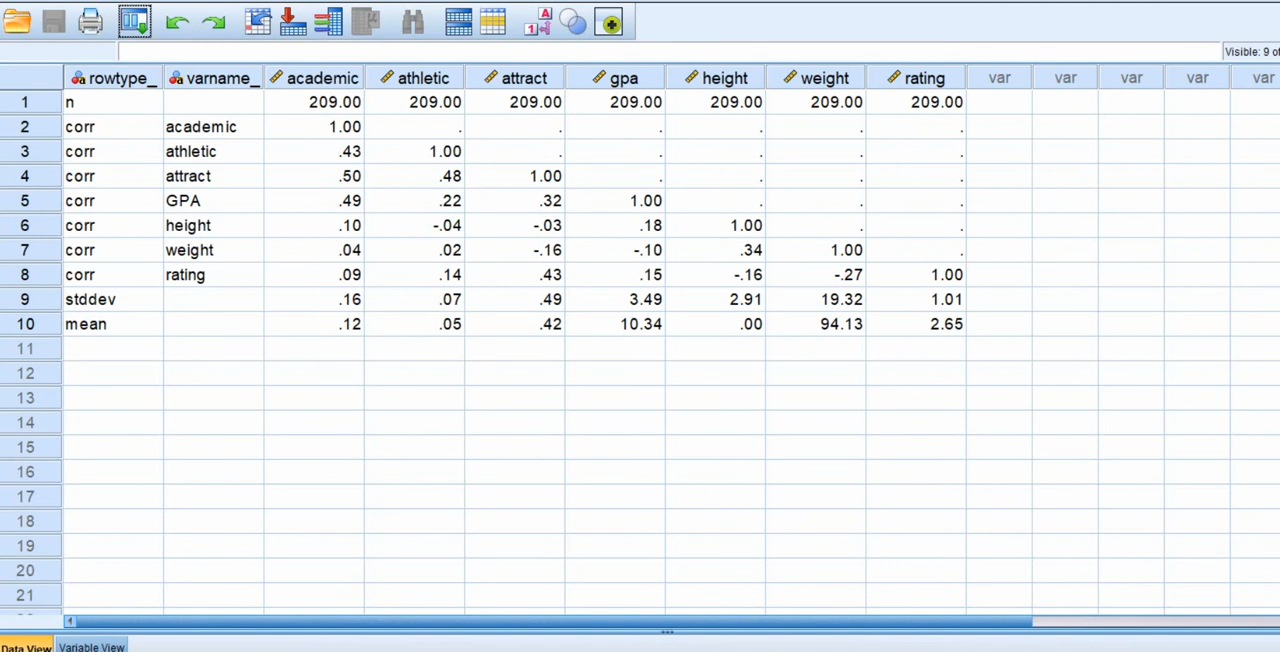 A
1
Visible: 9 of
rowtype_ varname_ academic athletic attract gpa height weight rating var var var var var
1 n 209.00 209.00 209.00 209.00 209.00 209.00 209.00
2 corr academic 1.00 . . . . . .
3 corr athletic .43 1.00 . . . . .
4 corr attract .50 .48 1.00 . . . .
5 corr GPA .49 .22 .32 1.00 . . .
6 corr height .10 -.04 -.03 .18 1.00 . .
7 corr weight .04 .02 -.16 -.10 .34 1.00 .
8 corr rating .09 .14 .43 .15 -.16 -.27 1.00
9 stddev .16 .07 .49 3.49 2.91 19.32 1.01
10 mean .12 .05 .42 10.34 .00 94.13 2.65
11
12
13
14
15
16
17
18
19
20
21
Data View Variable View